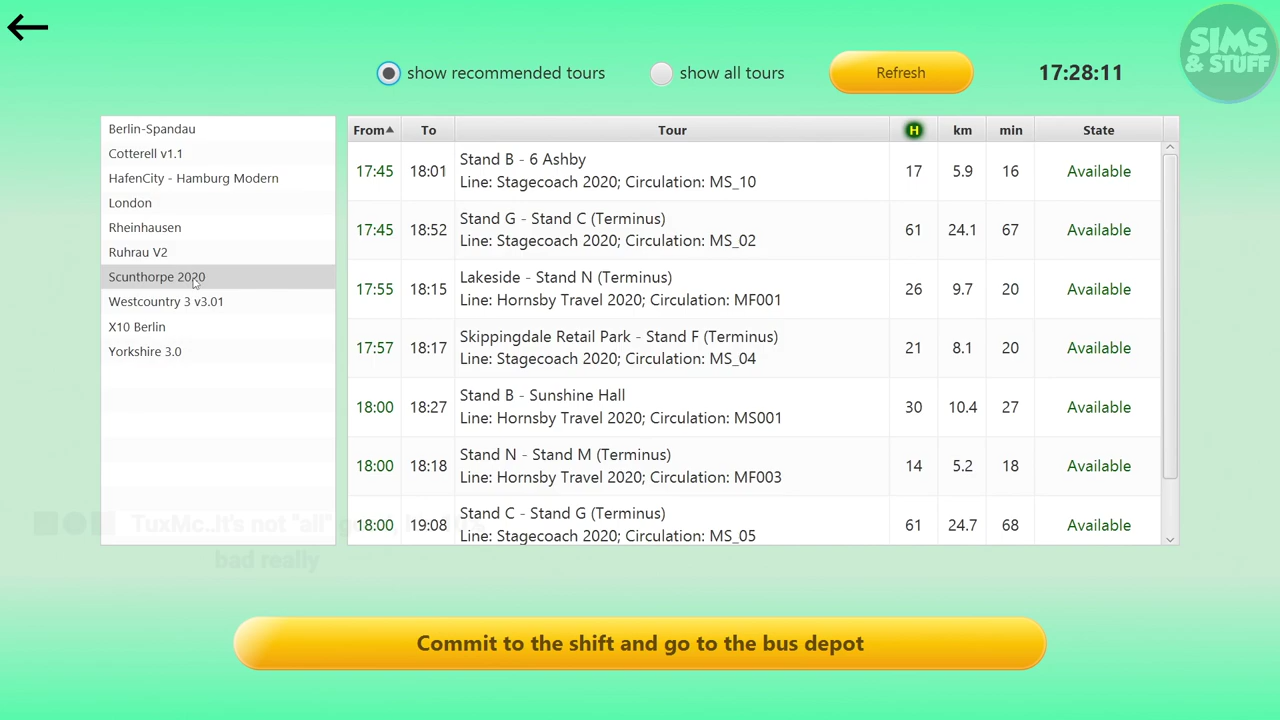 SIMS
& STUFF
show recommended tours
show all tours
Refresh
17:28:11
Berlin-Spandau
Cotterell v1.1
HafenCity - Hamburg Modern
London
Rheinhausen
Ruhrau V2
Scunthorpe 2020
Westcountry 3 v3.01
X10 Berlin
Yorkshire 3.0
From To Tour H km min State
17:45 18:01 Stand B - 6 Ashby 17 5.9 16 Available
Line: Stagecoach 2020; Circulation: MS_10
17:45 18:52 Stand G - Stand C (Terminus) 61 24.1 67 Available
Line: Stagecoach 2020; Circulation: MS_02
17:55 18:15 Lakeside - Stand N (Terminus) 26 9.7 20 Available
Line: Hornsby Travel 2020; Circulation: MF001
17:57 18:17 Skippingdale Retail Park - Stand F (Terminus) 21 8.1 20 Available
Line: Stagecoach 2020; Circulation: MS_04
18:00 18:27 Stand B - Sunshine Hall 30 10.4 27 Available
Line: Hornsby Travel 2020; Circulation: MS001
18:00 18:18 Stand N - Stand M (Terminus) 14 5.2 18 Available
Line: Hornsby Travel 2020; Circulation: MF003
18:00 19:08 Stand C - Stand G (Terminus) 61 24.7 68 Available
Line: Stagecoach 2020; Circulation: MS_05
TuxMc..It's not "all"
bad really
Commit to the shift and go to the bus depot